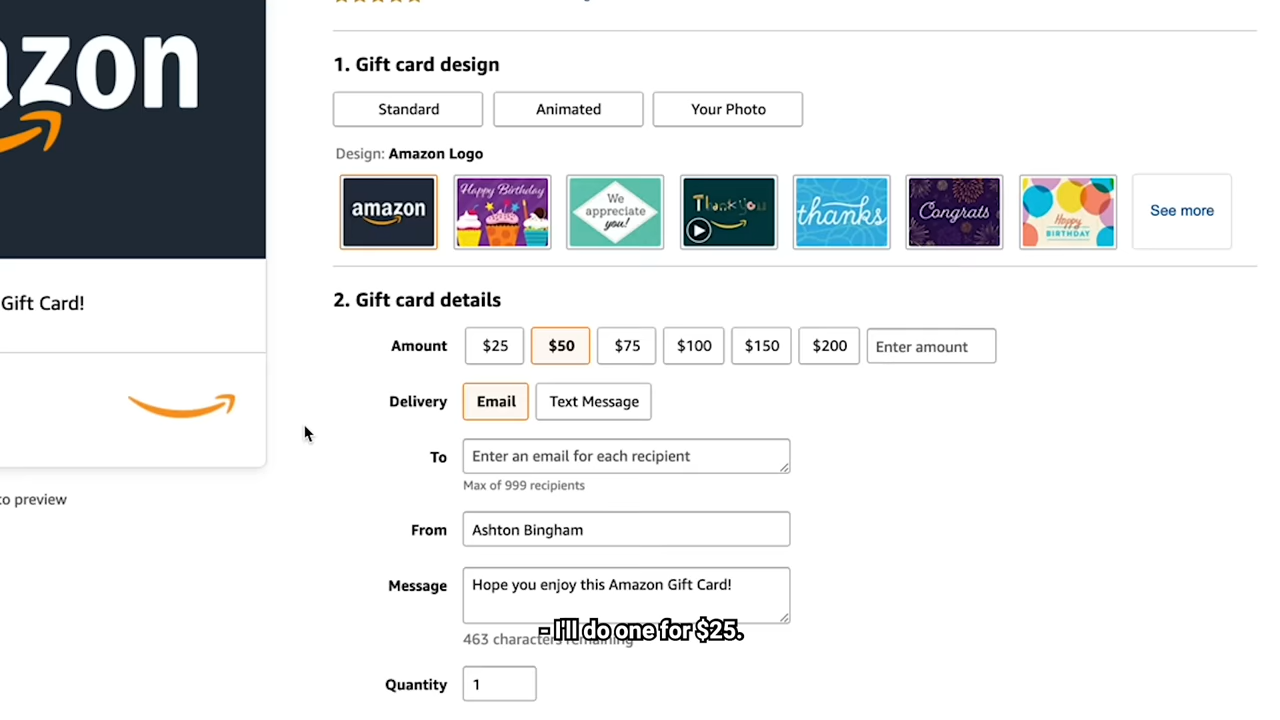 azon
Gift Card!
to preview
1. Gift card design
Standard Animated Your Photo
Design: Amazon Logo
amazon
Happy Birthday
We
appreciate
you!
Thank you
thanks
Congrats
Happy
BIRTHDAY
See more
2. Gift card details
Amount $25 $50 $75 $100 $150 $200 Enter amount
Delivery Email Text Message
To Enter an email for each recipient
Max of 999 recipients
From Ashton Bingham
Message Hope you enjoy this Amazon Gift Card!
- I'll do one for $25.
463 characters remaining
Quantity 1